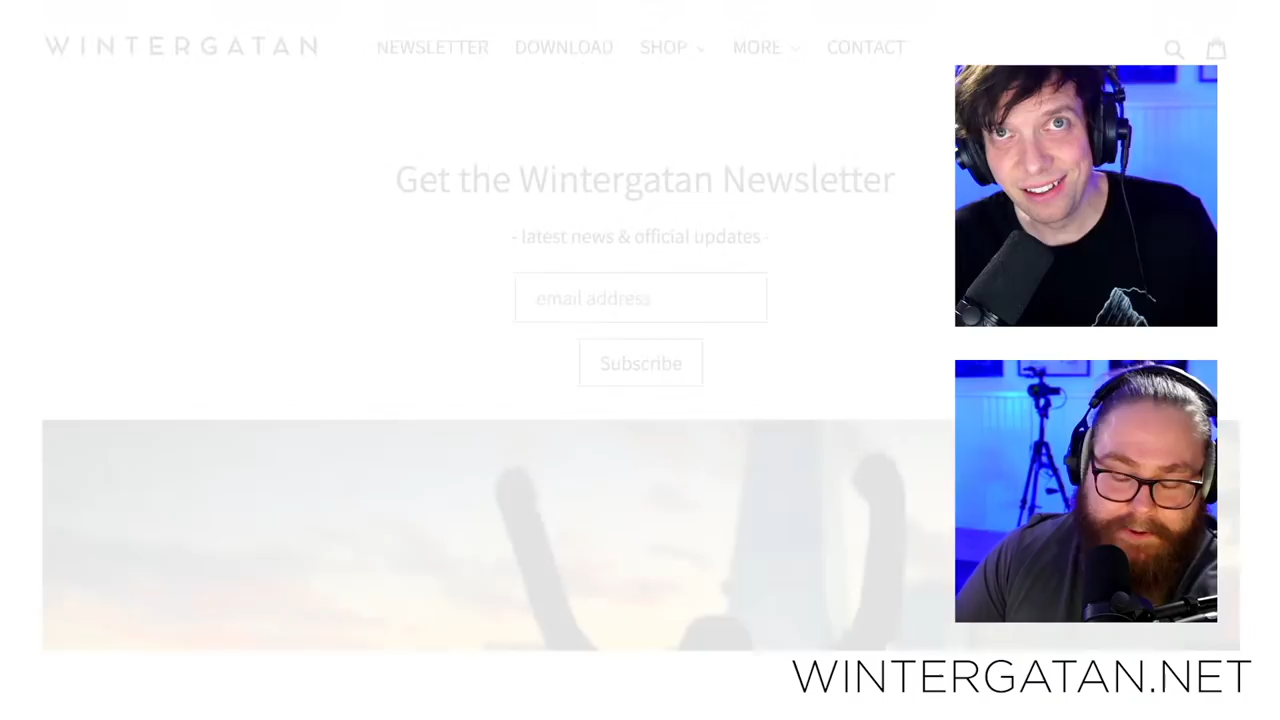 WINTERGATAN NEWSLETTER DOWNLOAD SHOP MORE CONTACT
Get the Wintergatan Newsletter
- latest news & official updates -
email address
Subscribe
WINTERGATAN.NET